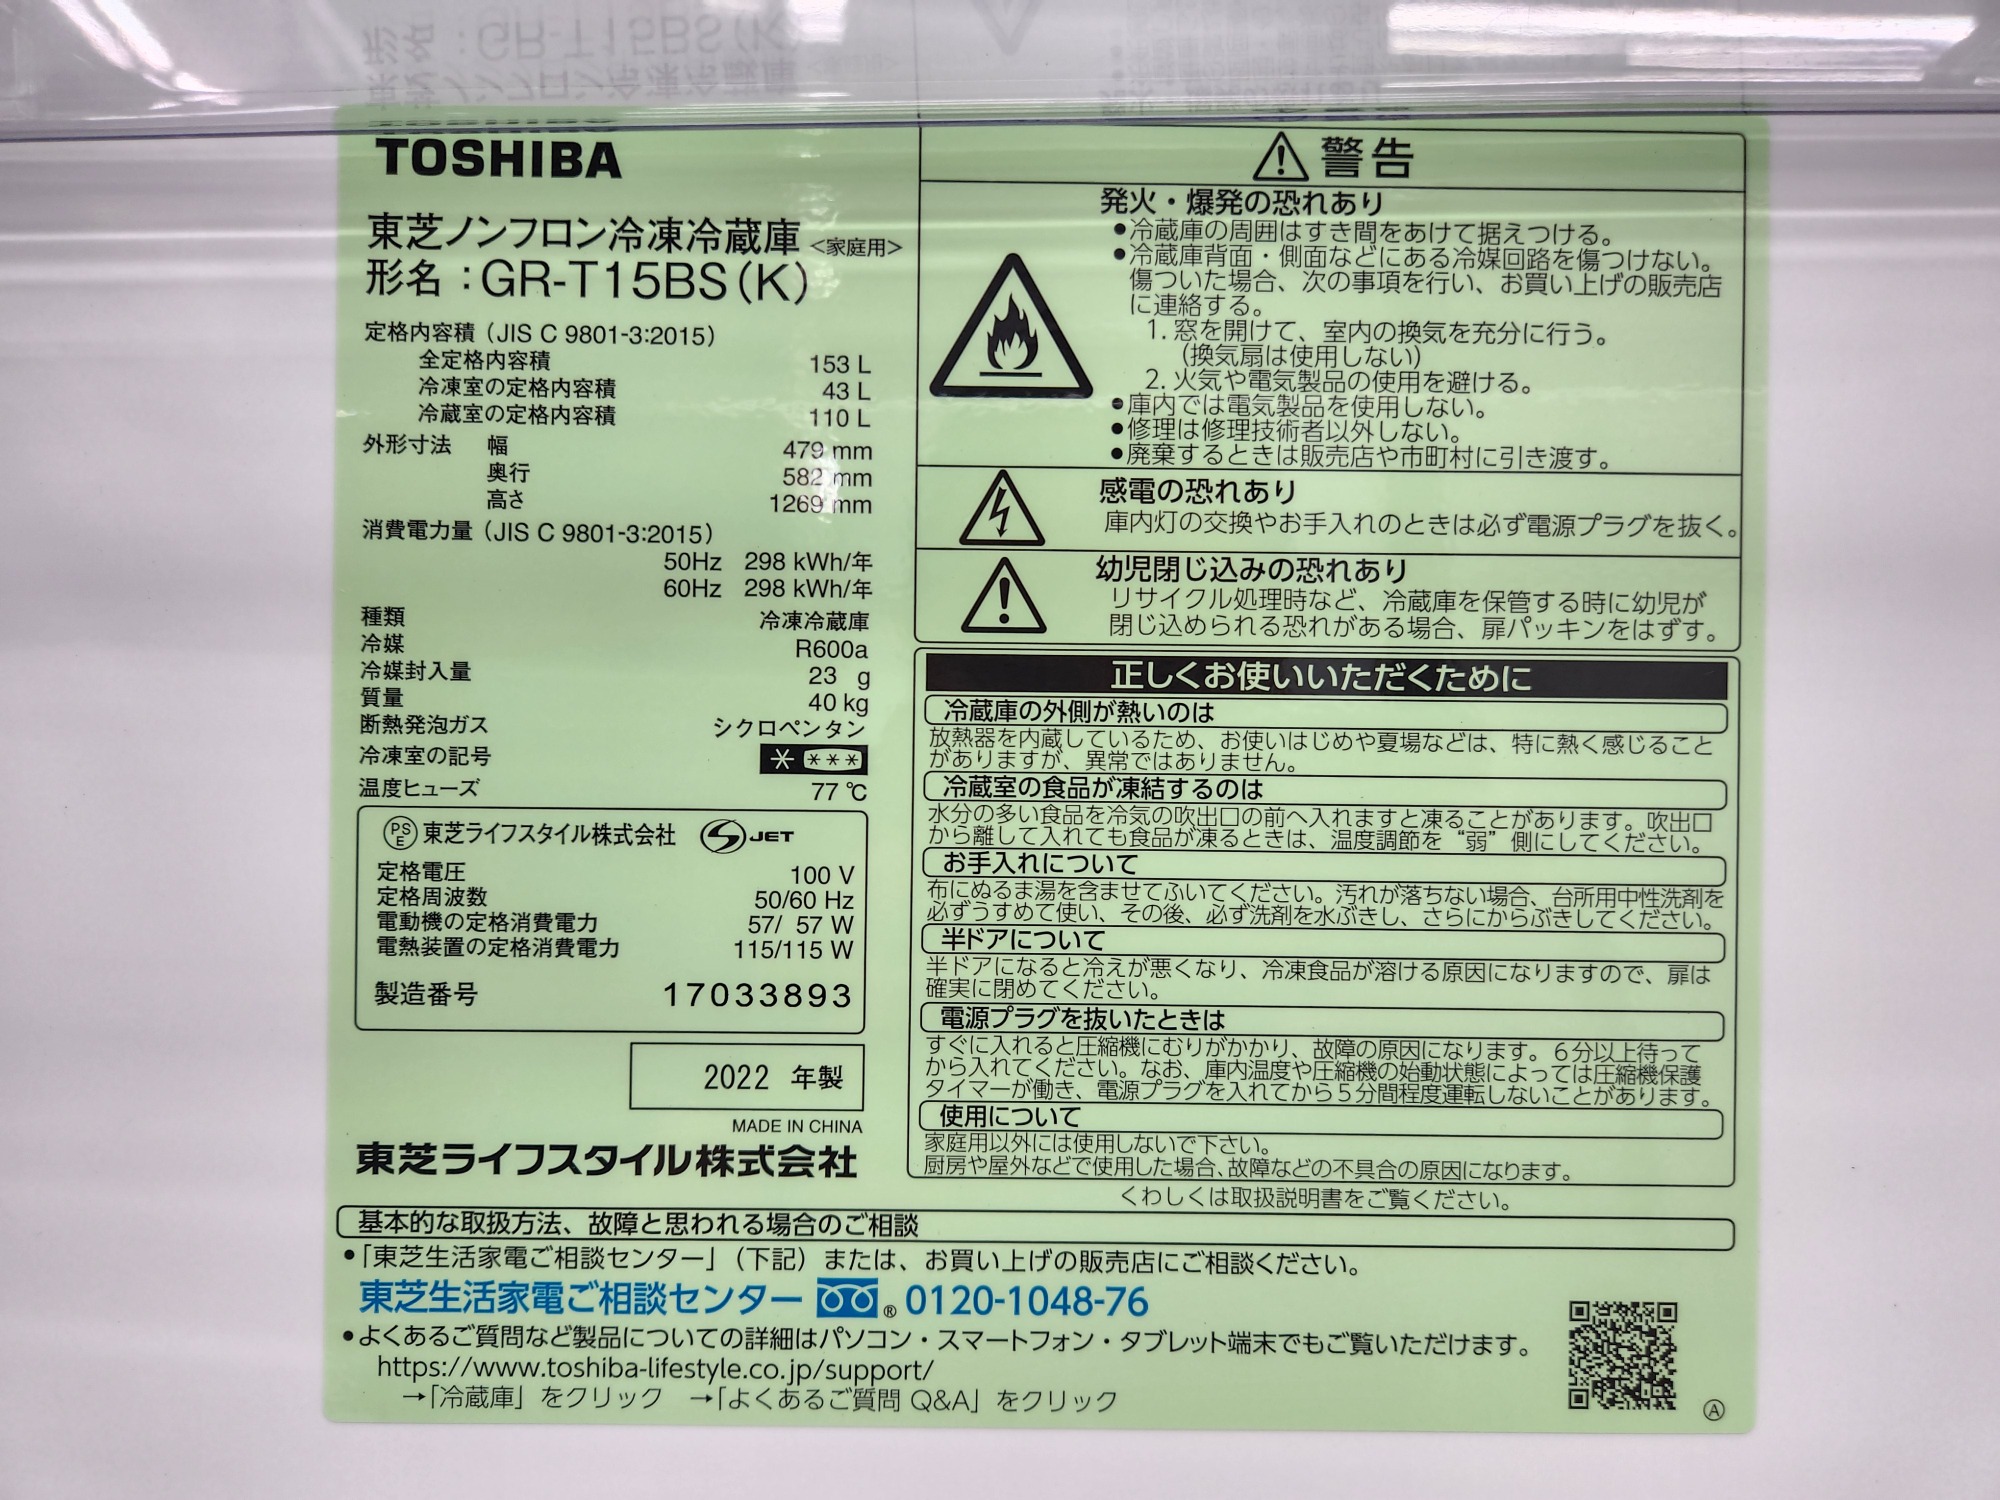 TOSHIBA
東芝ノンフロン冷凍冷蔵庫 <家庭用>
形名：GR-T15BS(K)
定格内容積（JIS C 9801-3:2015）
全定格内容積 153 L
冷凍室の定格内容積 43 L
冷蔵室の定格内容積 110 L
外形寸法 幅 479 mm
奥行 582 mm
高さ 1269 mm
消費電力量（JIS C 9801-3:2015）
50Hz 298 kWh/年
60Hz 298 kWh/年
種類 冷凍冷蔵庫
冷媒 R600a
冷媒封入量 23 g
質量 40 kg
断熱発泡ガス シクロペンタン
冷凍室の記号 * ***
温度ヒューズ 77 ℃
PSE 東芝ライフスタイル株式会社 S JET
定格電圧 100 V
定格周波数 50/60 Hz
電動機の定格消費電力 57/ 57 W
電熱装置の定格消費電力 115/115 W
製造番号 17033893
2022 年製
MADE IN CHINA
東芝ライフスタイル株式会社
警告
発火・爆発の恐れあり
●冷蔵庫の周囲はすき間をあけて据えつける。
●冷蔵庫背面・側面などにある冷媒回路を傷つけない。
傷ついた場合、次の事項を行い、お買い上げの販売店
に連絡する。
1. 窓を開けて、室内の換気を充分に行う。
（換気扇は使用しない）
2. 火気や電気製品の使用を避ける。
●庫内では電気製品を使用しない。
●修理は修理技術者以外しない。
●廃棄するときは販売店や市町村に引き渡す。
感電の恐れあり
庫内灯の交換やお手入れのときは必ず電源プラグを抜く。
幼児閉じ込みの恐れあり
リサイクル処理時など、冷蔵庫を保管する時に幼児が
閉じ込められる恐れがある場合、扉パッキンをはずす。
正しくお使いいただくために
冷蔵庫の外側が熱いのは
放熱器を内蔵しているため、お使いはじめや夏場などは、特に熱く感じること
がありますが、異常ではありません。
冷蔵室の食品が凍結するのは
水分の多い食品を冷気の吹出口の前へ入れますと凍ることがあります。吹出口
から離して入れても食品が凍るときは、温度調節を“弱”側にしてください。
お手入れについて
布にぬるま湯を含ませてふいてください。汚れが落ちない場合、台所用中性洗剤を
必ずうすめて使い、その後、必ず洗剤を水ぶきし、さらにからぶきしてください。
半ドアについて
半ドアになると冷えが悪くなり、冷凍食品が溶ける原因になりますので、扉は
確実に閉めてください。
電源プラグを抜いたときは
すぐに入れると圧縮機にむりがかかり、故障の原因になります。6分以上待って
から入れてください。なお、庫内温度や圧縮機の始動状態によっては圧縮機保護
タイマーが働き、電源プラグを入れてから5分間程度運転しないことがあります。
使用について
家庭用以外には使用しないで下さい。
厨房や屋外などで使用した場合、故障などの不具合の原因になります。
くわしくは取扱説明書をご覧ください。
基本的な取扱方法、故障と思われる場合のご相談
●「東芝生活家電ご相談センター」（下記）または、お買い上げの販売店にご相談ください。
東芝生活家電ご相談センター ® 0120-1048-76
●よくあるご質問など製品についての詳細はパソコン・スマートフォン・タブレット端末でもご覧いただけます。
https://www.toshiba-lifestyle.co.jp/support/
→「冷蔵庫」をクリック →「よくあるご質問 Q&A」をクリック
Ⓐ